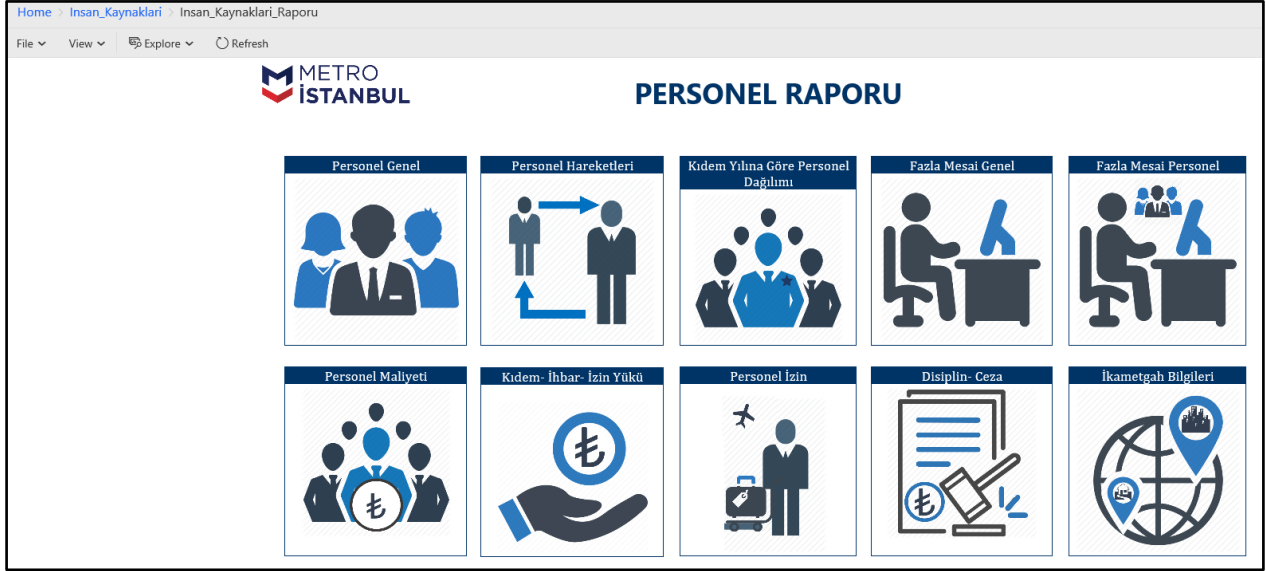 Home > Insan_Kaynaklari > Insan_Kaynaklari_Raporu
File View Explore Refresh
METRO
İSTANBUL
PERSONEL RAPORU
Personel Genel
Personel Hareketleri
Kıdem Yılına Göre Personel
Dağılımı
Fazla Mesai Genel
Fazla Mesai Personel
Personel Maliyeti
Kıdem- İhbar- İzin Yükü
Personel İzin
Disiplin- Ceza
İkametgah Bilgileri